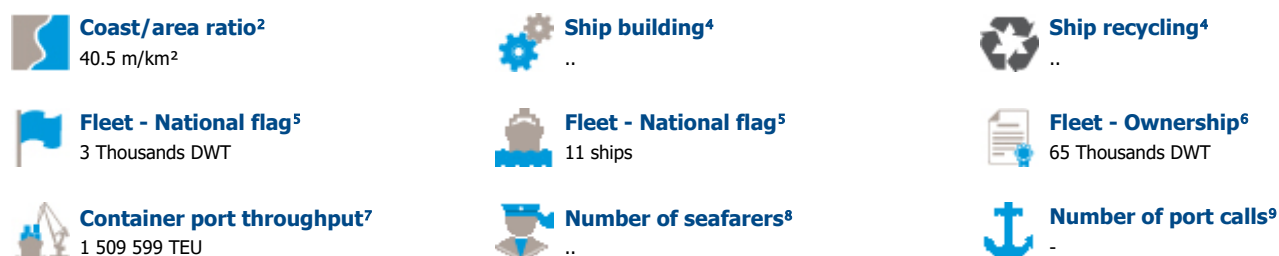 Coast/area ratio²
40.5 m/km²
Ship building⁴
..
Ship recycling⁴
..
Fleet - National flag⁵
3 Thousands DWT
Fleet - National flag⁵
11 ships
Fleet - Ownership⁶
65 Thousands DWT
Container port throughput⁷
1 509 599 TEU
Number of seafarers⁸
..
Number of port calls⁹
-